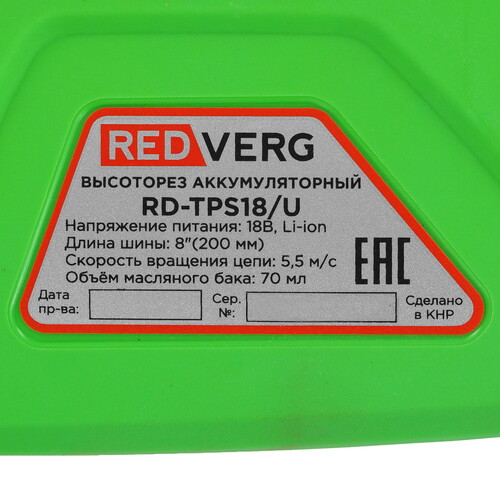 REDVERG
ВЫСОТОРЕЗ АККУМУЛЯТОРНЫЙ
RD-TPS18/U
Напряжение питания: 18В, Li-ion
Длина шины: 8"(200 мм)
Скорость вращения цепи: 5,5 м/с
Объём масляного бака: 70 мл
EAC
Дата пр-ва:
Сер. №:
Сделано в КНР